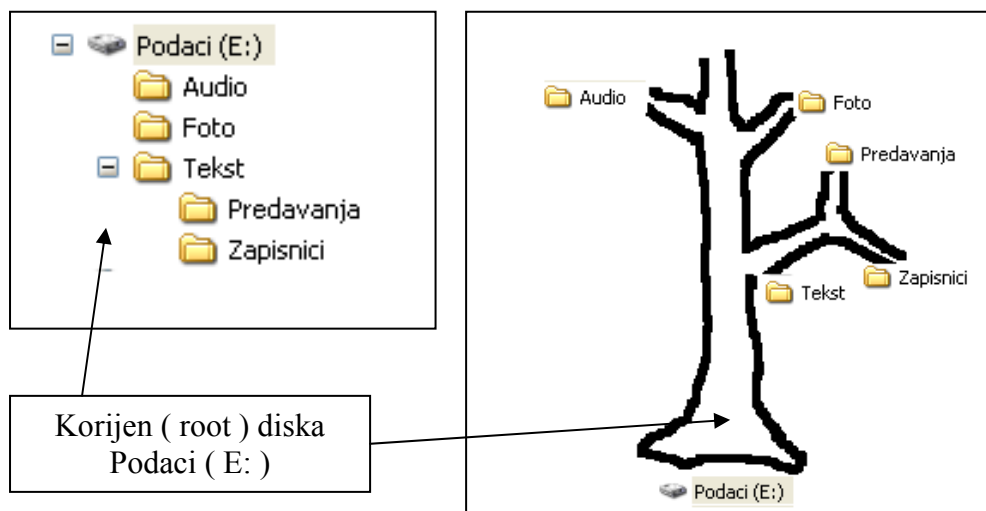 Podaci (E:)
Audio
Foto
Tekst
Predavanja
Zapisnici
Audio
Foto
Predavanja
Zapisnici
Tekst
Podaci (E:)
Korijen ( root ) diska
Podaci ( E: )